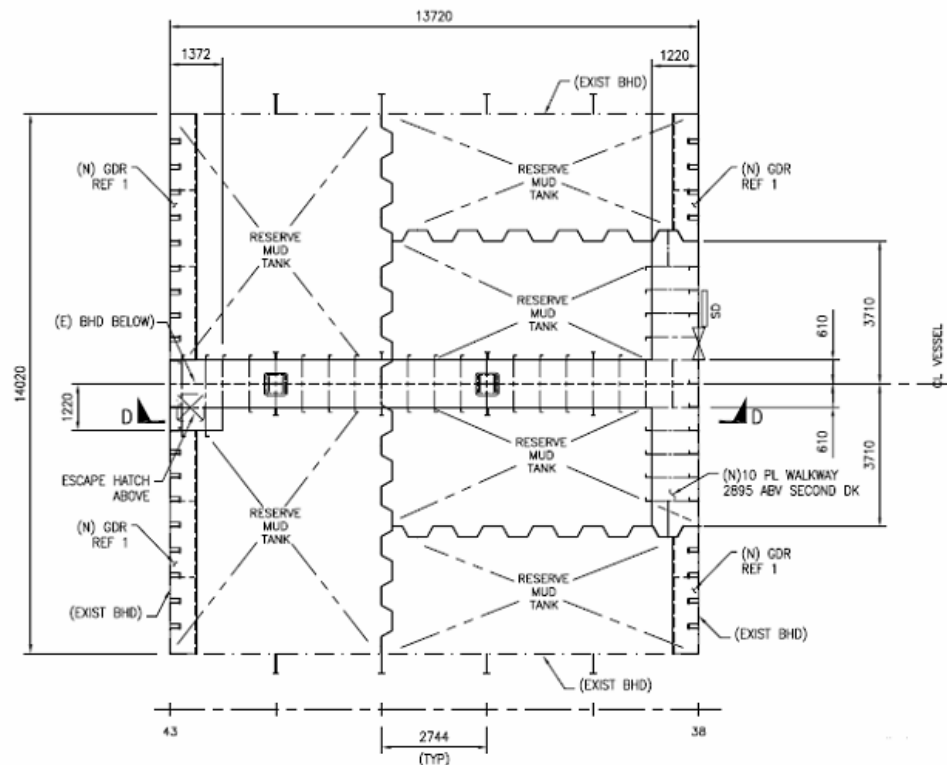 13720
1372
1220
(EXIST BHD)
(N) GDR
REF 1
(N) GDR
REF 1
RESERVE
MUD
TANK
RESERVE
MUD
TANK
RESERVE
MUD
TANK
(E) BHD BELOW)
14020
1220
D
ESCAPE HATCH
ABOVE
SD
610
3710
CL VESSEL
D
610
3710
(N)10 PL WALKWAY
2895 ABV SECOND DK
RESERVE
MUD
TANK
RESERVE
MUD
TANK
RESERVE
MUD
TANK
(N) GDR
REF 1
(N) GDR
REF 1
(EXIST BHD)
(EXIST BHD)
(EXIST BHD)
43
2744
(TYP)
38